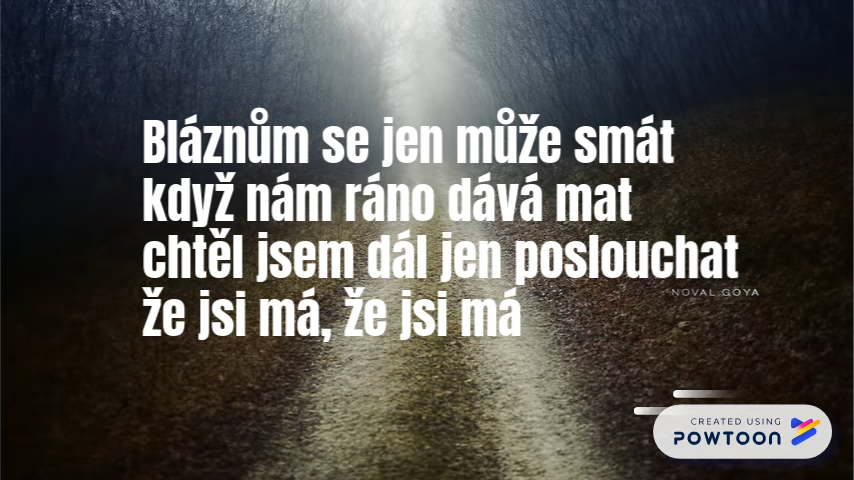 Bláznům se jen může smát
když nám ráno dává mat
chtěl jsem dál jen poslouchat
že jsi má, že jsi má
NOVAL GOYA
CREATED USING
POWTOON